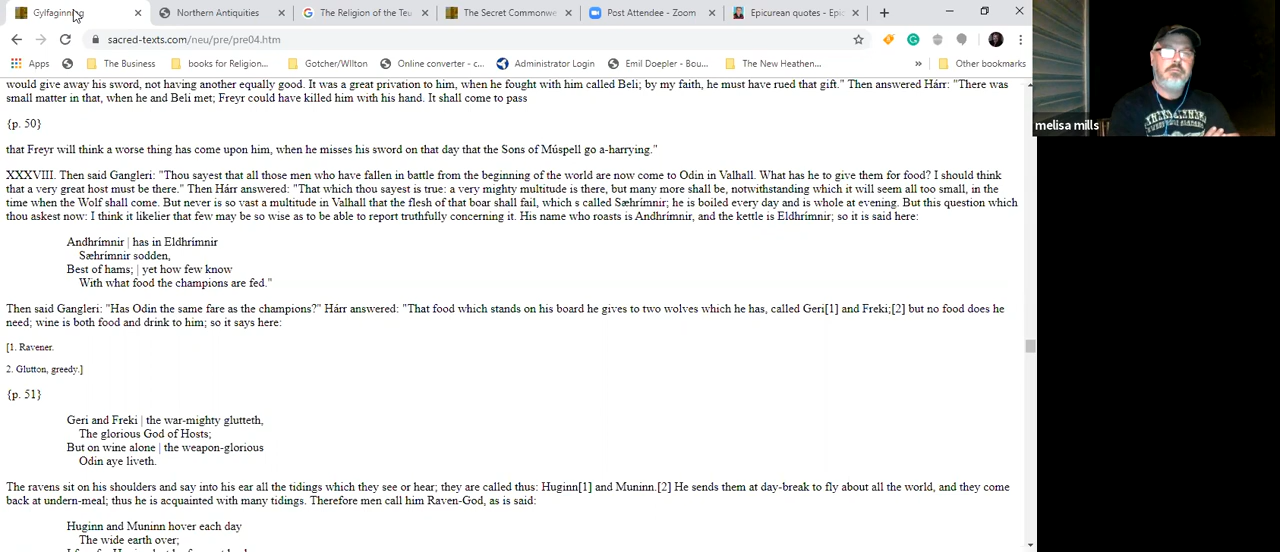 Gylfaginning
Northern Antiquities
The Religion of the Teu
The Secret Commonwe
Post Attendee - Zoom
Epicurean quotes - Epic
sacred-texts.com/neu/pre/pre04.htm
Apps
The Business
books for Religion...
Gotcher/WIlton
Online converter - c...
Administrator Login
Emil Doepler - Bou...
The New Heathen...
»
Other bookmarks
would give away his sword, not having another equally good. It was a great privation to him, when he fought with him called Beli; by my faith, he must have rued that gift." Then answered Hárr: "There was
small matter in that, when he and Beli met; Freyr could have killed him with his hand. It shall come to pass
{p. 50}
that Freyr will think a worse thing has come upon him, when he misses his sword on that day that the Sons of Múspell go a-harrying."
XXXVIII. Then said Gangleri: "Thou sayest that all those men who have fallen in battle from the beginning of the world are now come to Odin in Valhall. What has he to give them for food? I should think
that a very great host must be there." Then Hárr answered: "That which thou sayest is true: a very mighty multitude is there, but many more shall be, notwithstanding which it will seem all too small, in the
time when the Wolf shall come. But never is so vast a multitude in Valhall that the flesh of that boar shall fail, which s called Sæhrímnir; he is boiled every day and is whole at evening. But this question which
thou askest now: I think it likelier that few may be so wise as to be able to report truthfully concerning it. His name who roasts is Andhrímnir, and the kettle is Eldhrímnir; so it is said here:
Andhrímnir | has in Eldhrímnir
Sæhrímnir sodden,
Best of hams; | yet how few know
With what food the champions are fed."
Then said Gangleri: "Has Odin the same fare as the champions?" Hárr answered: "That food which stands on his board he gives to two wolves which he has, called Geri[1] and Freki;[2] but no food does he
need; wine is both food and drink to him; so it says here:
[1. Ravener.
2. Glutton, greedy.]
{p. 51}
Geri and Freki | the war-mighty glutteth,
The glorious God of Hosts;
But on wine alone | the weapon-glorious
Odin aye liveth.
The ravens sit on his shoulders and say into his ear all the tidings which they see or hear; they are called thus: Huginn[1] and Muninn.[2] He sends them at day-break to fly about all the world, and they come
back at undern-meal; thus he is acquainted with many tidings. Therefore men call him Raven-God, as is said:
Huginn and Muninn hover each day
The wide earth over;
melisa mills